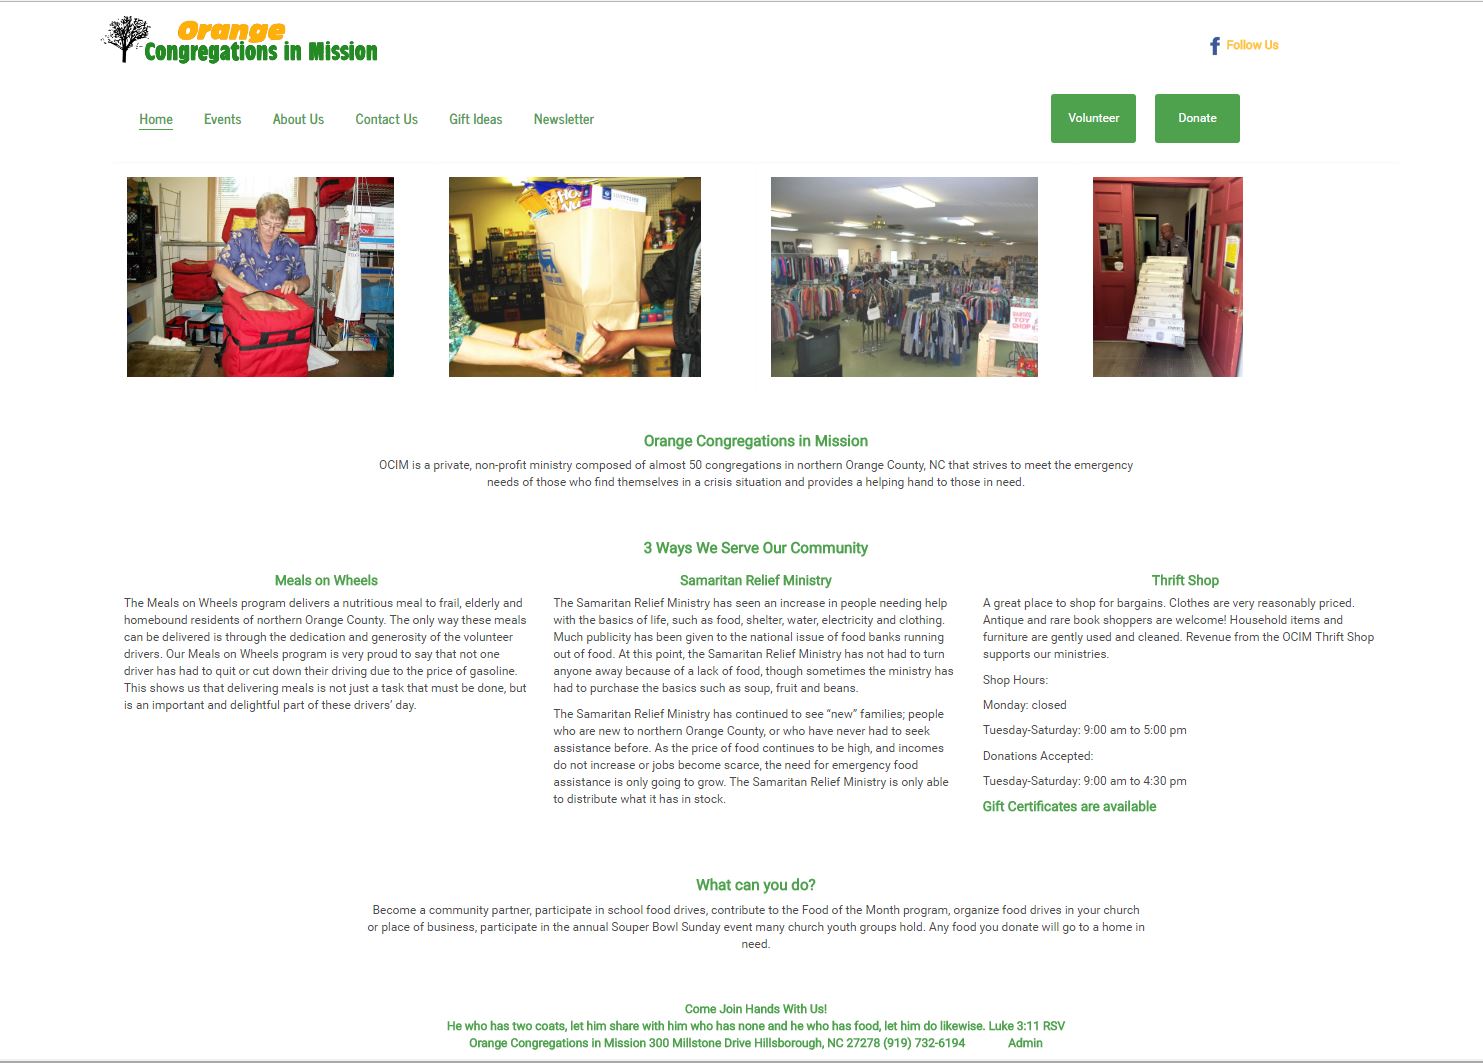 Orange
Congregations in Mission
Follow Us
Home Events About Us Contact Us Gift Ideas Newsletter
Volunteer Donate
Orange Congregations in Mission
OCIM is a private, non-profit ministry composed of almost 50 congregations in northern Orange County, NC that strives to meet the emergency
needs of those who find themselves in a crisis situation and provides a helping hand to those in need.
3 Ways We Serve Our Community
Meals on Wheels
The Meals on Wheels program delivers a nutritious meal to frail, elderly and
homebound residents of northern Orange County. The only way these meals
can be delivered is through the dedication and generosity of the volunteer
drivers. Our Meals on Wheels program is very proud to say that not one
driver has had to quit or cut down their driving due to the price of gasoline.
This shows us that delivering meals is not just a task that must be done, but
is an important and delightful part of these drivers’ day.
Samaritan Relief Ministry
The Samaritan Relief Ministry has seen an increase in people needing help
with the basics of life, such as food, shelter, water, electricity and clothing.
Much publicity has been given to the national issue of food banks running
out of food. At this point, the Samaritan Relief Ministry has not had to turn
anyone away because of a lack of food, though sometimes the ministry has
had to purchase the basics such as soup, fruit and beans.
The Samaritan Relief Ministry has continued to see “new” families; people
who are new to northern Orange County, or who have never had to seek
assistance before. As the price of food continues to be high, and incomes
do not increase or jobs become scarce, the need for emergency food
assistance is only going to grow. The Samaritan Relief Ministry is only able
to distribute what it has in stock.
Thrift Shop
A great place to shop for bargains. Clothes are very reasonably priced.
Antique and rare book shoppers are welcome! Household items and
furniture are gently used and cleaned. Revenue from the OCIM Thrift Shop
supports our ministries.
Shop Hours:
Monday: closed
Tuesday-Saturday: 9:00 am to 5:00 pm
Donations Accepted:
Tuesday-Saturday: 9:00 am to 4:30 pm
Gift Certificates are available
What can you do?
Become a community partner, participate in school food drives, contribute to the Food of the Month program, organize food drives in your church
or place of business, participate in the annual Souper Bowl Sunday event many church youth groups hold. Any food you donate will go to a home in
need.
Come Join Hands With Us!
He who has two coats, let him share with him who has none and he who has food, let him do likewise. Luke 3:11 RSV
Orange Congregations in Mission 300 Millstone Drive Hillsborough, NC 27278 (919) 732-6194 Admin